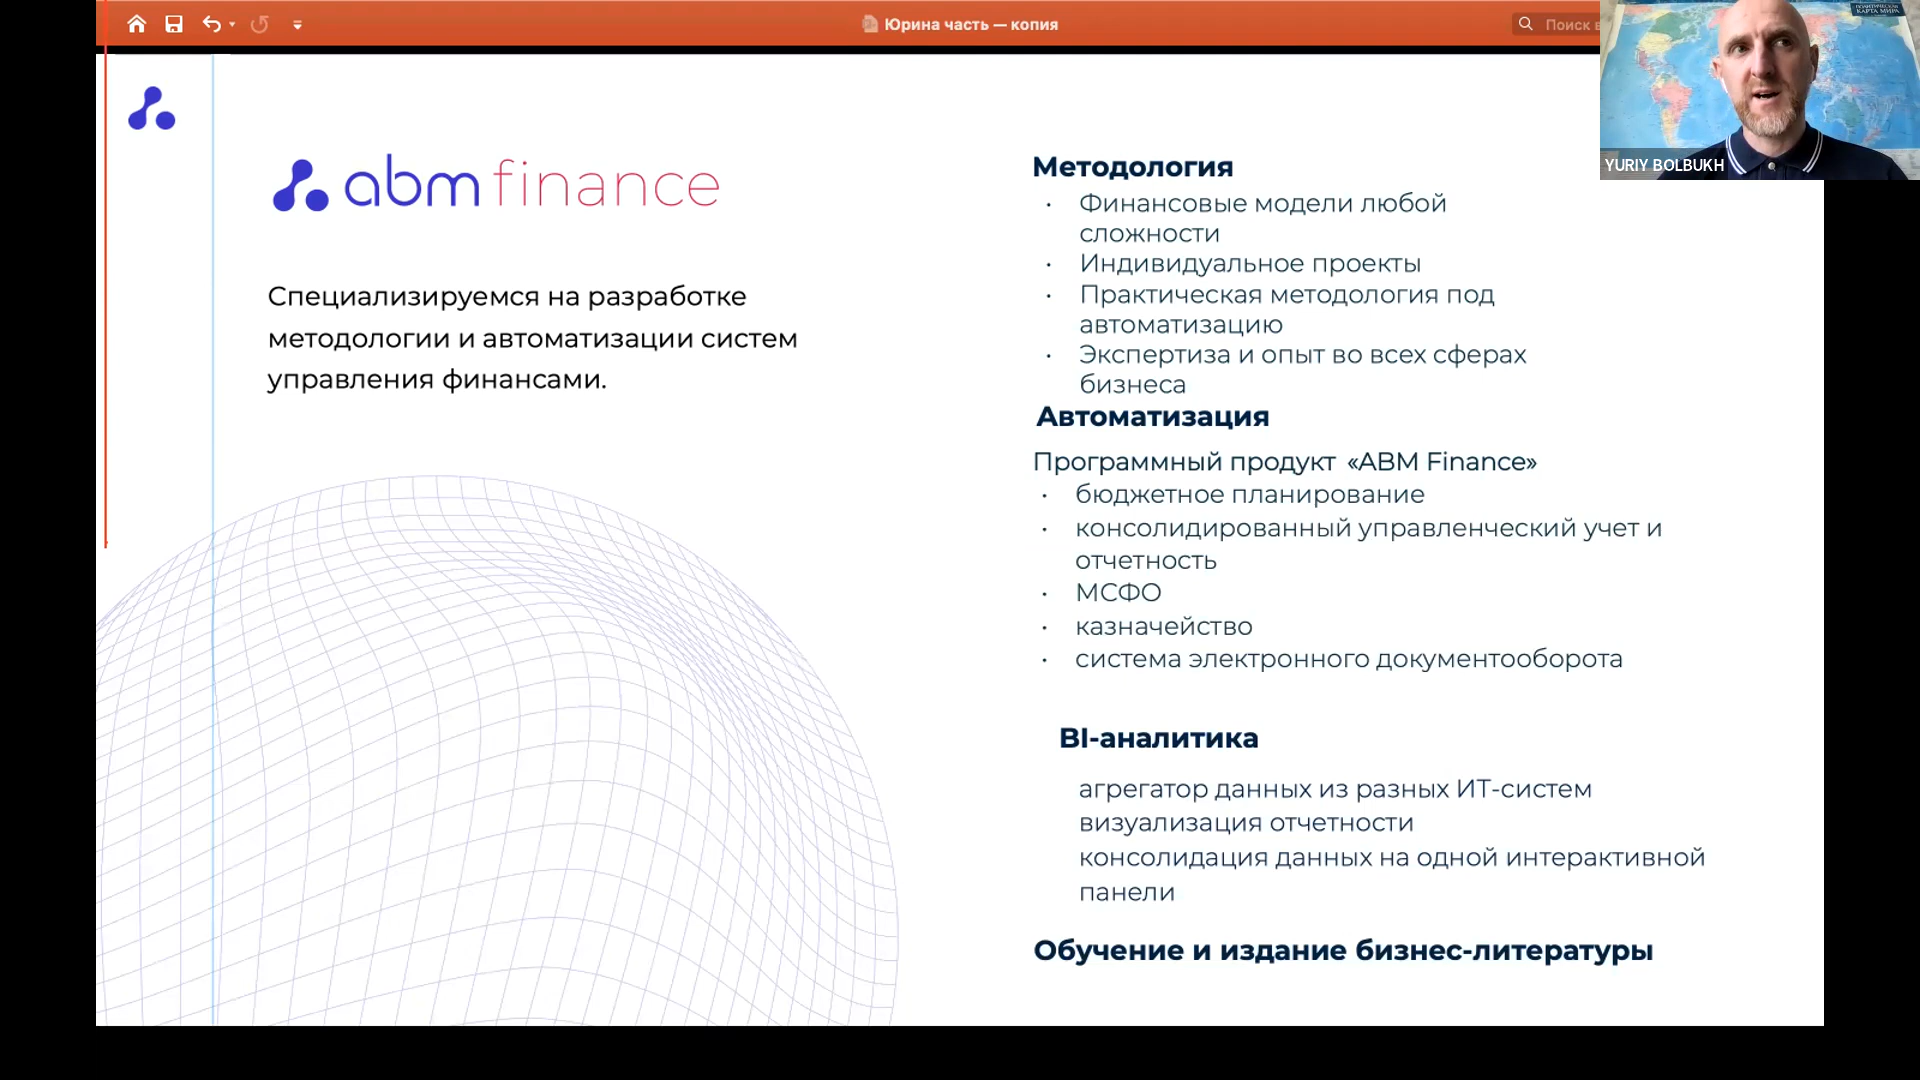 Юрина часть — копия
Поиск в
ПОЛИТИЧЕСКАЯ
КАРТА МИРА
YURIY BOLBUKH
abm finance
Специализируемся на разработке
методологии и автоматизации систем
управления финансами.
Методология
· Финансовые модели любой
сложности
· Индивидуальное проекты
· Практическая методология под
автоматизацию
· Экспертиза и опыт во всех сферах
бизнеса
Автоматизация
Программный продукт «ABM Finance»
· бюджетное планирование
· консолидированный управленческий учет и
отчетность
· МСФО
· казначейство
· система электронного документооборота
BI-аналитика
агрегатор данных из разных ИТ-систем
визуализация отчетности
консолидация данных на одной интерактивной
панели
Обучение и издание бизнес-литературы